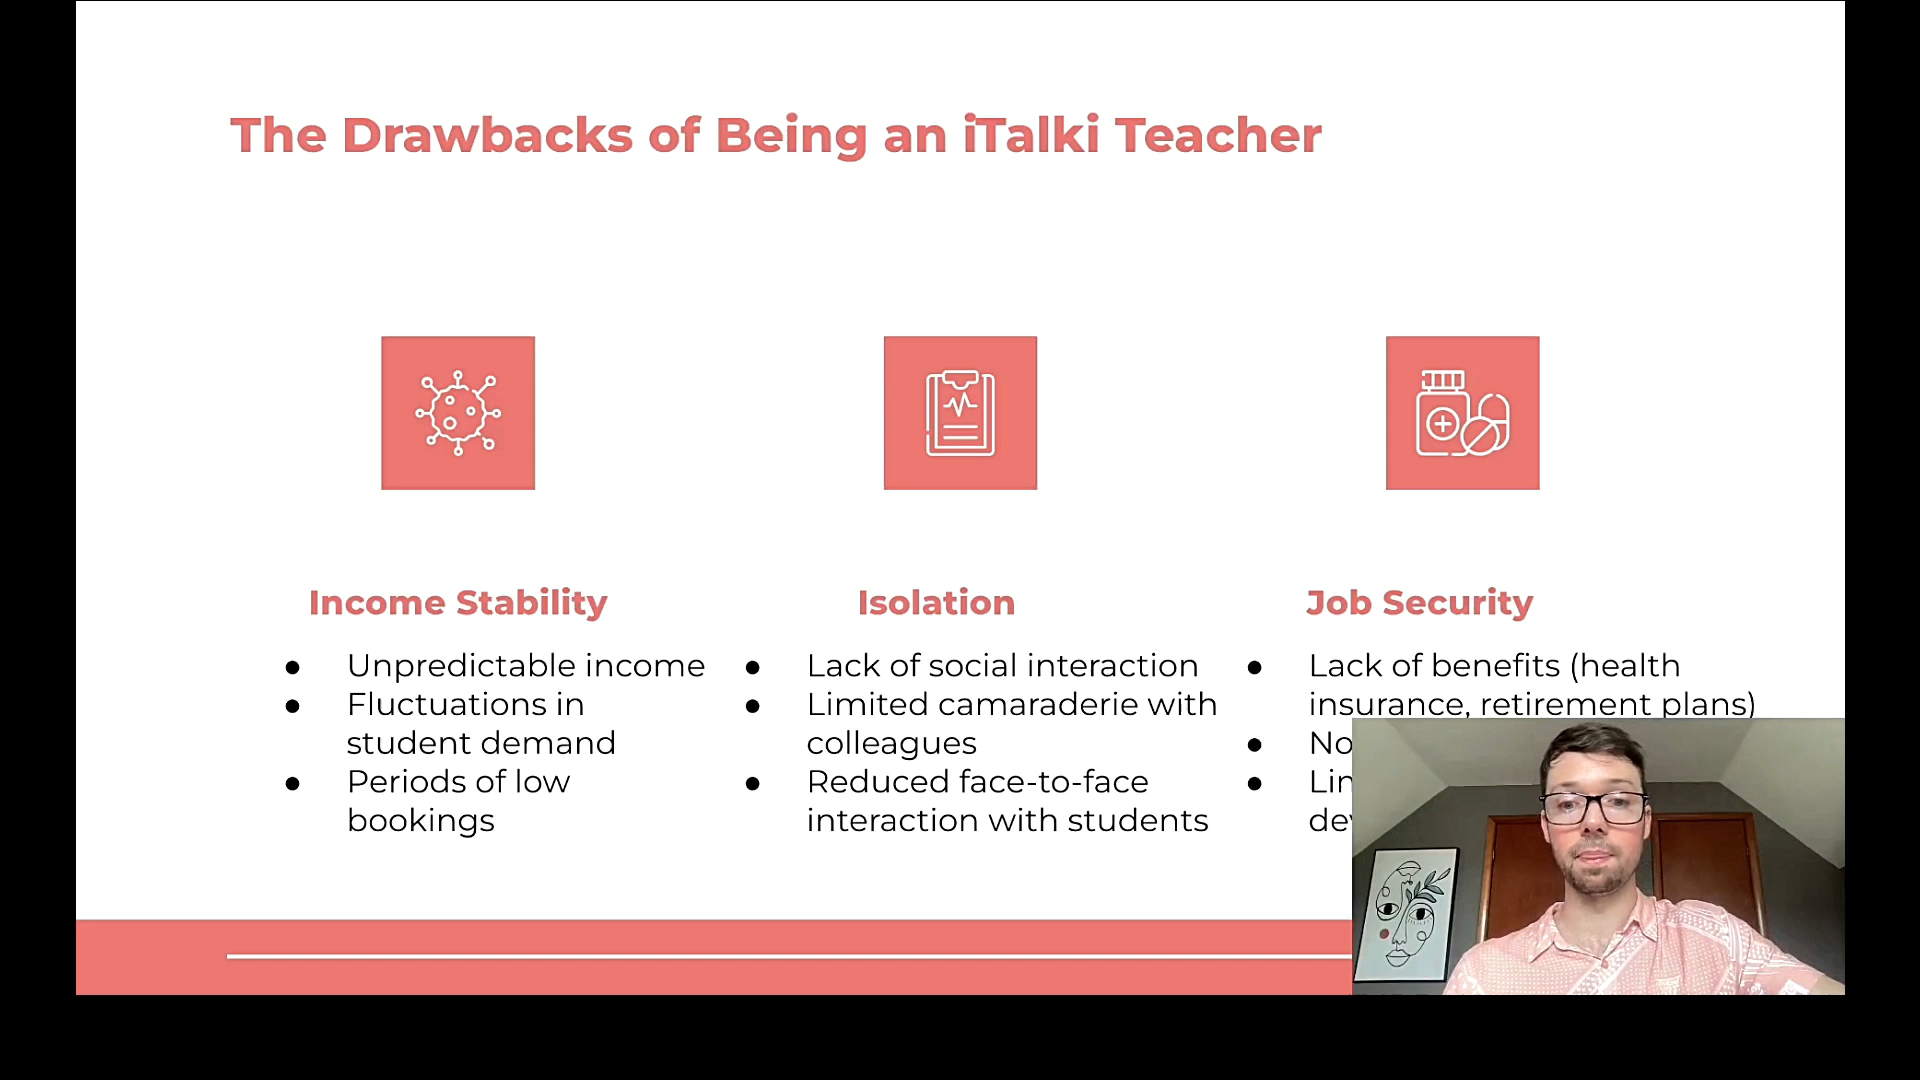 The Drawbacks of Being an iTalki Teacher
Income Stability
● Unpredictable income
● Fluctuations in
student demand
● Periods of low
bookings
Isolation
● Lack of social interaction
● Limited camaraderie with
colleagues
● Reduced face-to-face
interaction with students
Job Security
● Lack of benefits (health
insurance, retirement plans)
● No
●